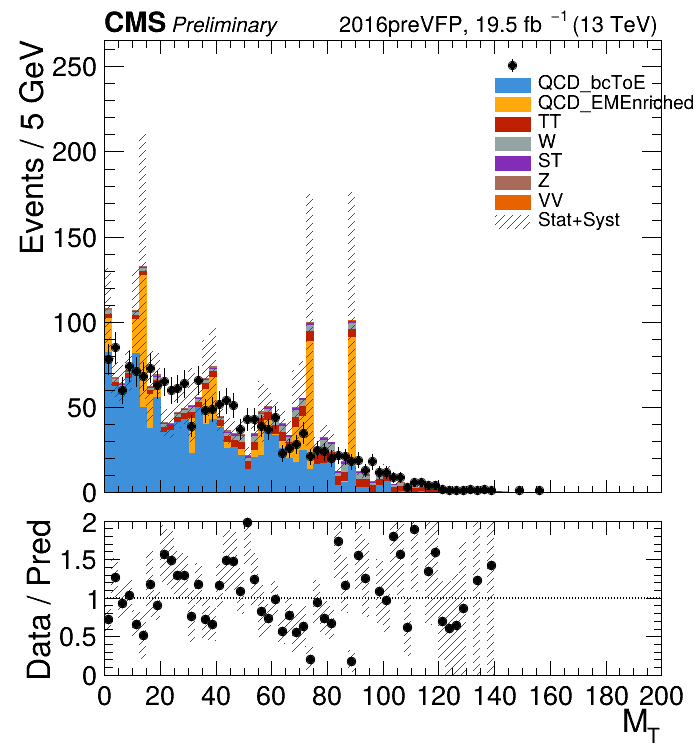 CMS Preliminary 2016preVFP, 19.5 fb⁻¹ (13 TeV)
Events / 5 GeV
250
200
150
100
50
0
QCD_bcToE
QCD_EMEnriched
TT
W
ST
Z
VV
Stat+Syst
Data / Pred
2
1.5
1
0.5
0
0 20 40 60 80 100 120 140 160 180 200
M_T